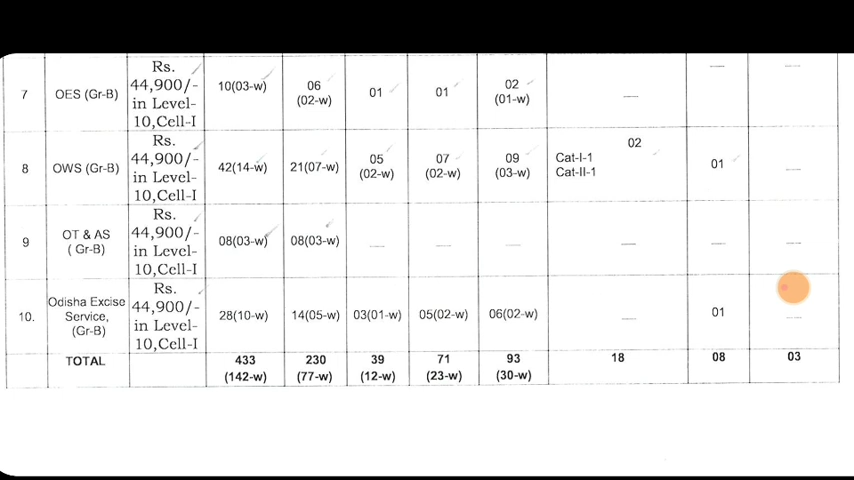 7 OES (Gr-B) Rs. 44,900/- in Level-10,Cell-I 10(03-w) 06 (02-w) 01 01 02 (01-w) — — —
8 OWS (Gr-B) Rs. 44,900/- in Level-10,Cell-I 42(14-w) 21(07-w) 05 (02-w) 07 (02-w) 09 (03-w) 02 Cat-I-1 Cat-II-1 01 —
9 OT & AS ( Gr-B) Rs. 44,900/- in Level-10,Cell-I 08(03-w) 08(03-w) — — — — — —
10. Odisha Excise Service, (Gr-B) Rs. 44,900/- in Level-10,Cell-I 28(10-w) 14(05-w) 03(01-w) 05(02-w) 06(02-w) — 01 —
TOTAL 433 (142-w) 230 (77-w) 39 (12-w) 71 (23-w) 93 (30-w) 18 08 03